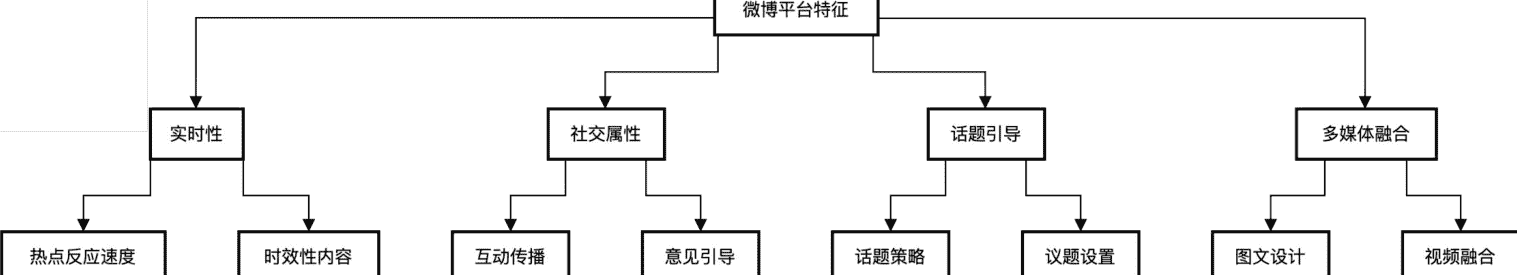 微博平台特征
实时性
社交属性
话题引导
多媒体融合
热点反应速度
时效性内容
互动传播
意见引导
话题策略
议题设置
图文设计
视频融合